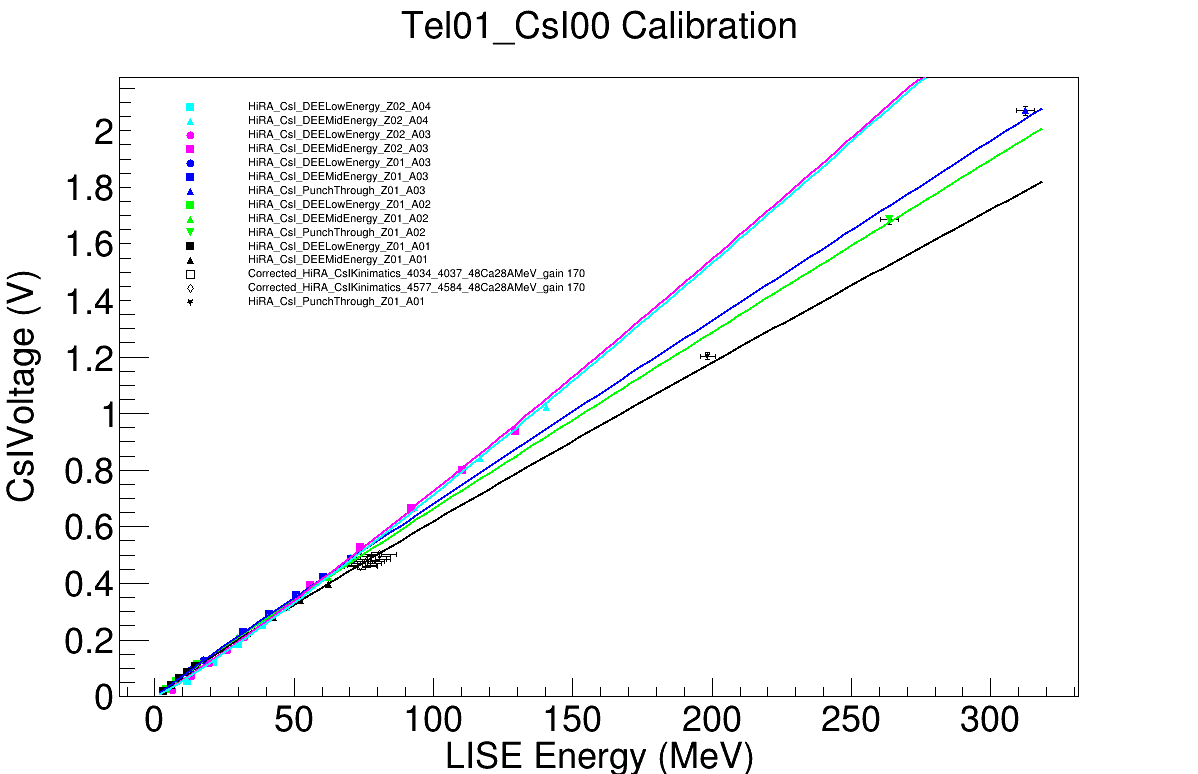 Tel01_CsI00 Calibration
HiRA_CsI_DEELowEnergy_Z02_A04
HiRA_CsI_DEEMidEnergy_Z02_A04
HiRA_CsI_DEELowEnergy_Z02_A03
HiRA_CsI_DEEMidEnergy_Z02_A03
HiRA_CsI_DEELowEnergy_Z01_A03
HiRA_CsI_DEEMidEnergy_Z01_A03
HiRA_CsI_PunchThrough_Z01_A03
HiRA_CsI_DEELowEnergy_Z01_A02
HiRA_CsI_DEEMidEnergy_Z01_A02
HiRA_CsI_PunchThrough_Z01_A02
HiRA_CsI_DEELowEnergy_Z01_A01
HiRA_CsI_DEEMidEnergy_Z01_A01
Corrected_HiRA_CsIKinimatics_4034_4037_48Ca28AMeV_gain 170
Corrected_HiRA_CsIKinimatics_4577_4584_48Ca28AMeV_gain 170
HiRA_CsI_PunchThrough_Z01_A01
CsIVoltage (V)
2
1.8
1.6
1.4
1.2
1
0.8
0.6
0.4
0.2
0
0 50 100 150 200 250 300
LISE Energy (MeV)